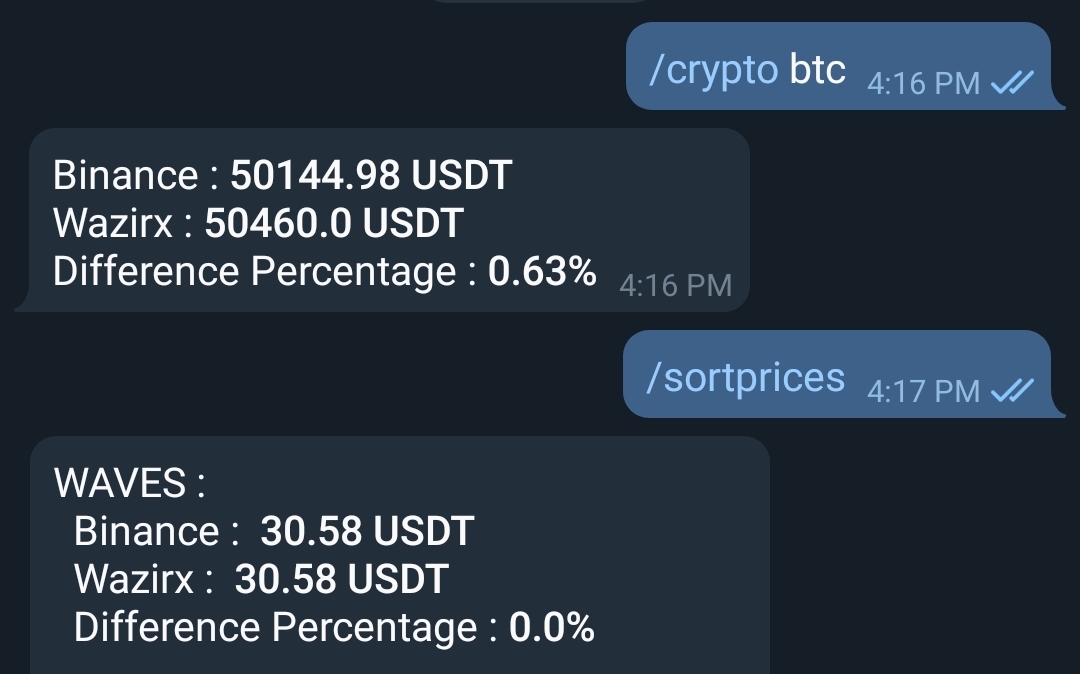 /crypto btc 4:16 PM
Binance : 50144.98 USDT
Wazirx : 50460.0 USDT
Difference Percentage : 0.63% 4:16 PM
/sortprices 4:17 PM
WAVES :
Binance : 30.58 USDT
Wazirx : 30.58 USDT
Difference Percentage : 0.0%